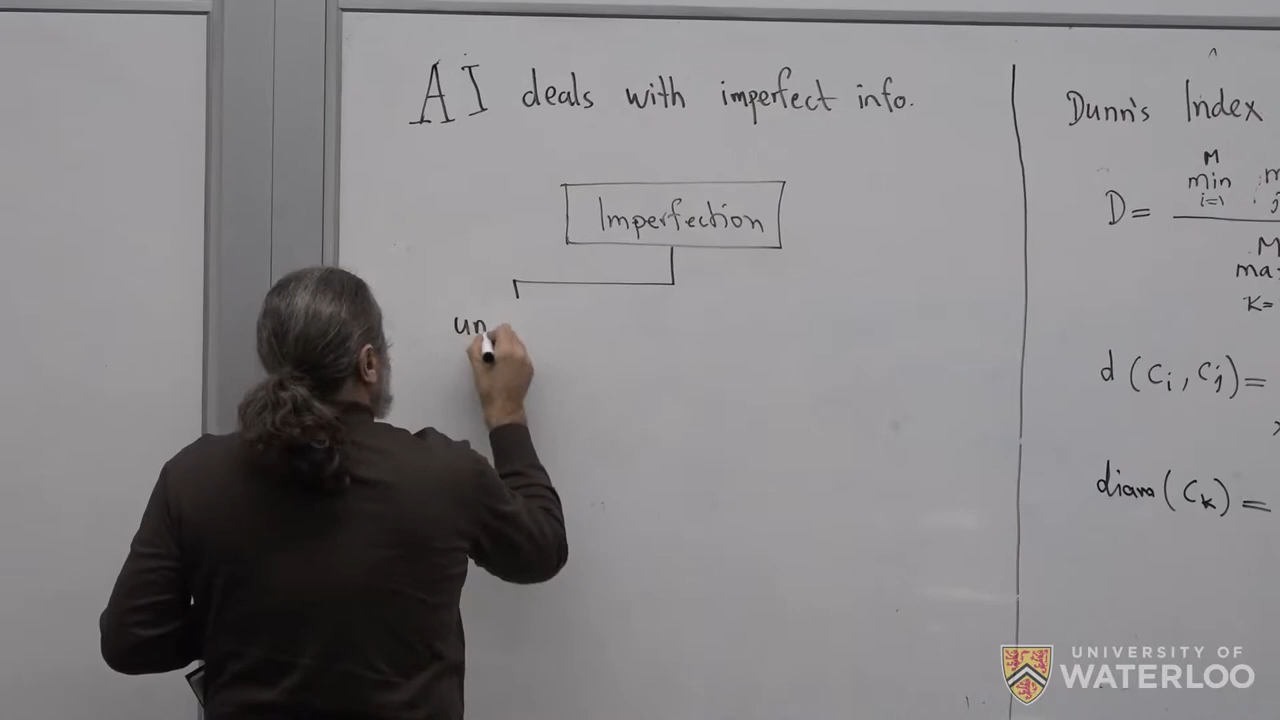 AI deals with imperfect info.
Imperfection
un
Dunn's Index
M
min
i=1
D=
M
K=
d(Ci, Cj)=
diam(CK)=
UNIVERSITY OF
WATERLOO